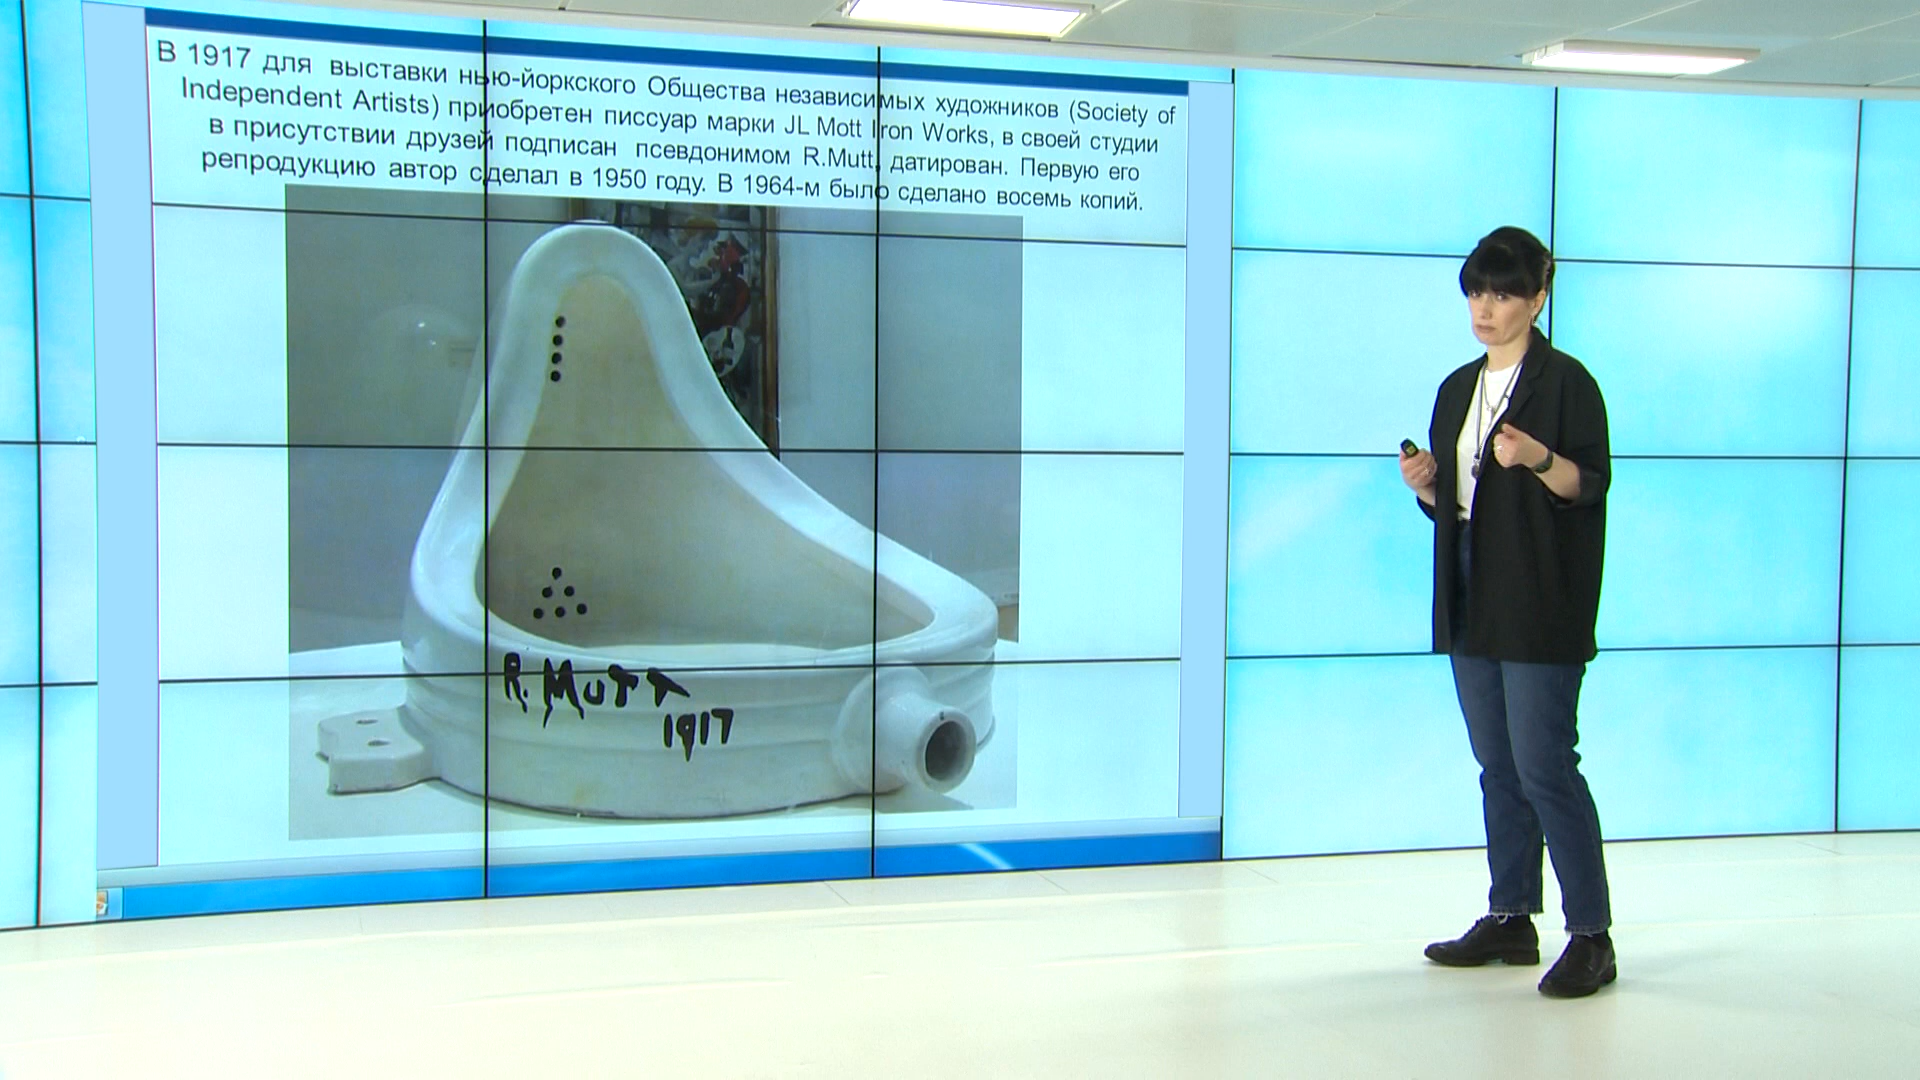 В 1917 для выставки нью-йоркского Общества независимых художников (Society of
Independent Artists) приобретен писсуар марки JL Mott Iron Works, в своей студии
в присутствии друзей подписан псевдонимом R.Mutt, датирован. Первую его
репродукцию автор сделал в 1950 году. В 1964-м было сделано восемь копий.
R. MUTT
1917